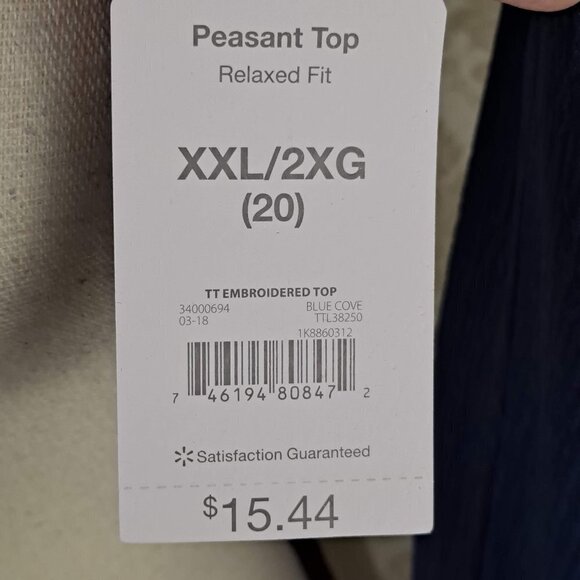 Peasant Top
Relaxed Fit
XXL/2XG
(20)
TT EMBROIDERED TOP
34000694 BLUE COVE
03-18 TTL38250
1K8860312
7 46194 80847 2
Satisfaction Guaranteed
$15.44